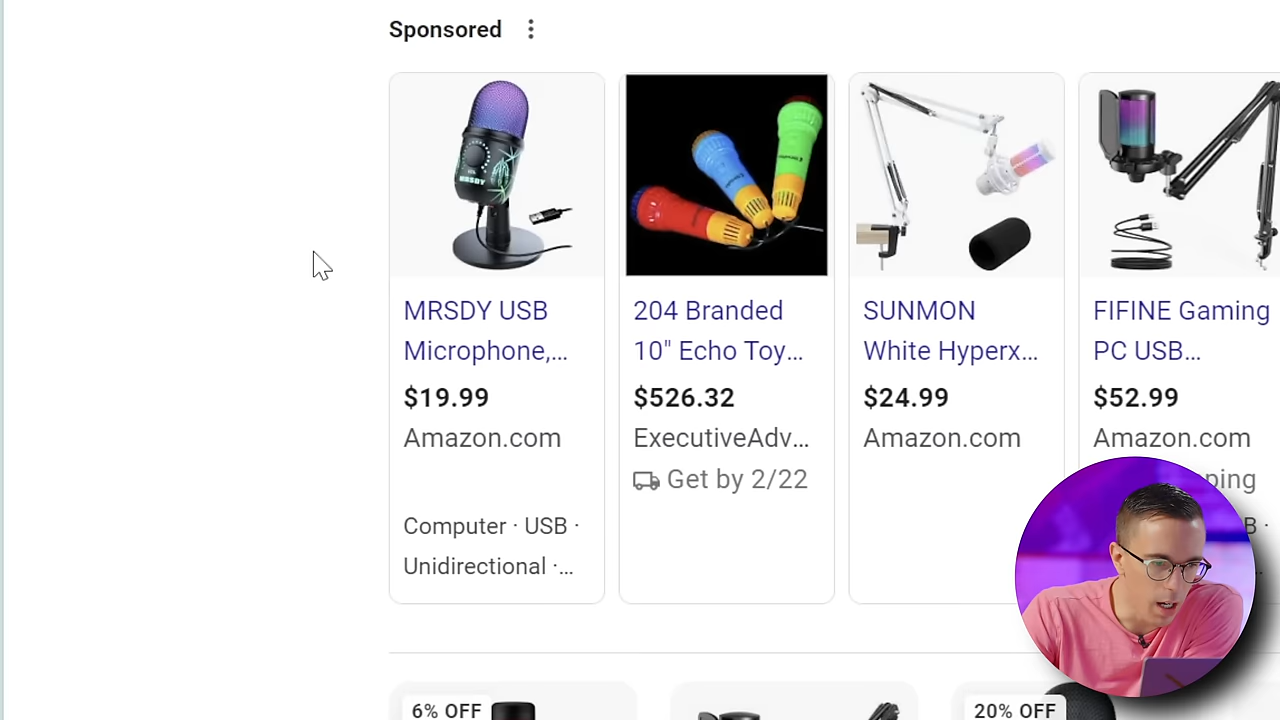 Sponsored
MRSDY
MRSDY USB
Microphone,...
$19.99
Amazon.com
Computer · USB ·
Unidirectional ·...
204 Branded
10" Echo Toy...
$526.32
ExecutiveAdv...
Get by 2/22
SUNMON
White Hyperx...
$24.99
Amazon.com
FIFINE Gaming
PC USB...
$52.99
Amazon.com
6% OFF
20% OFF